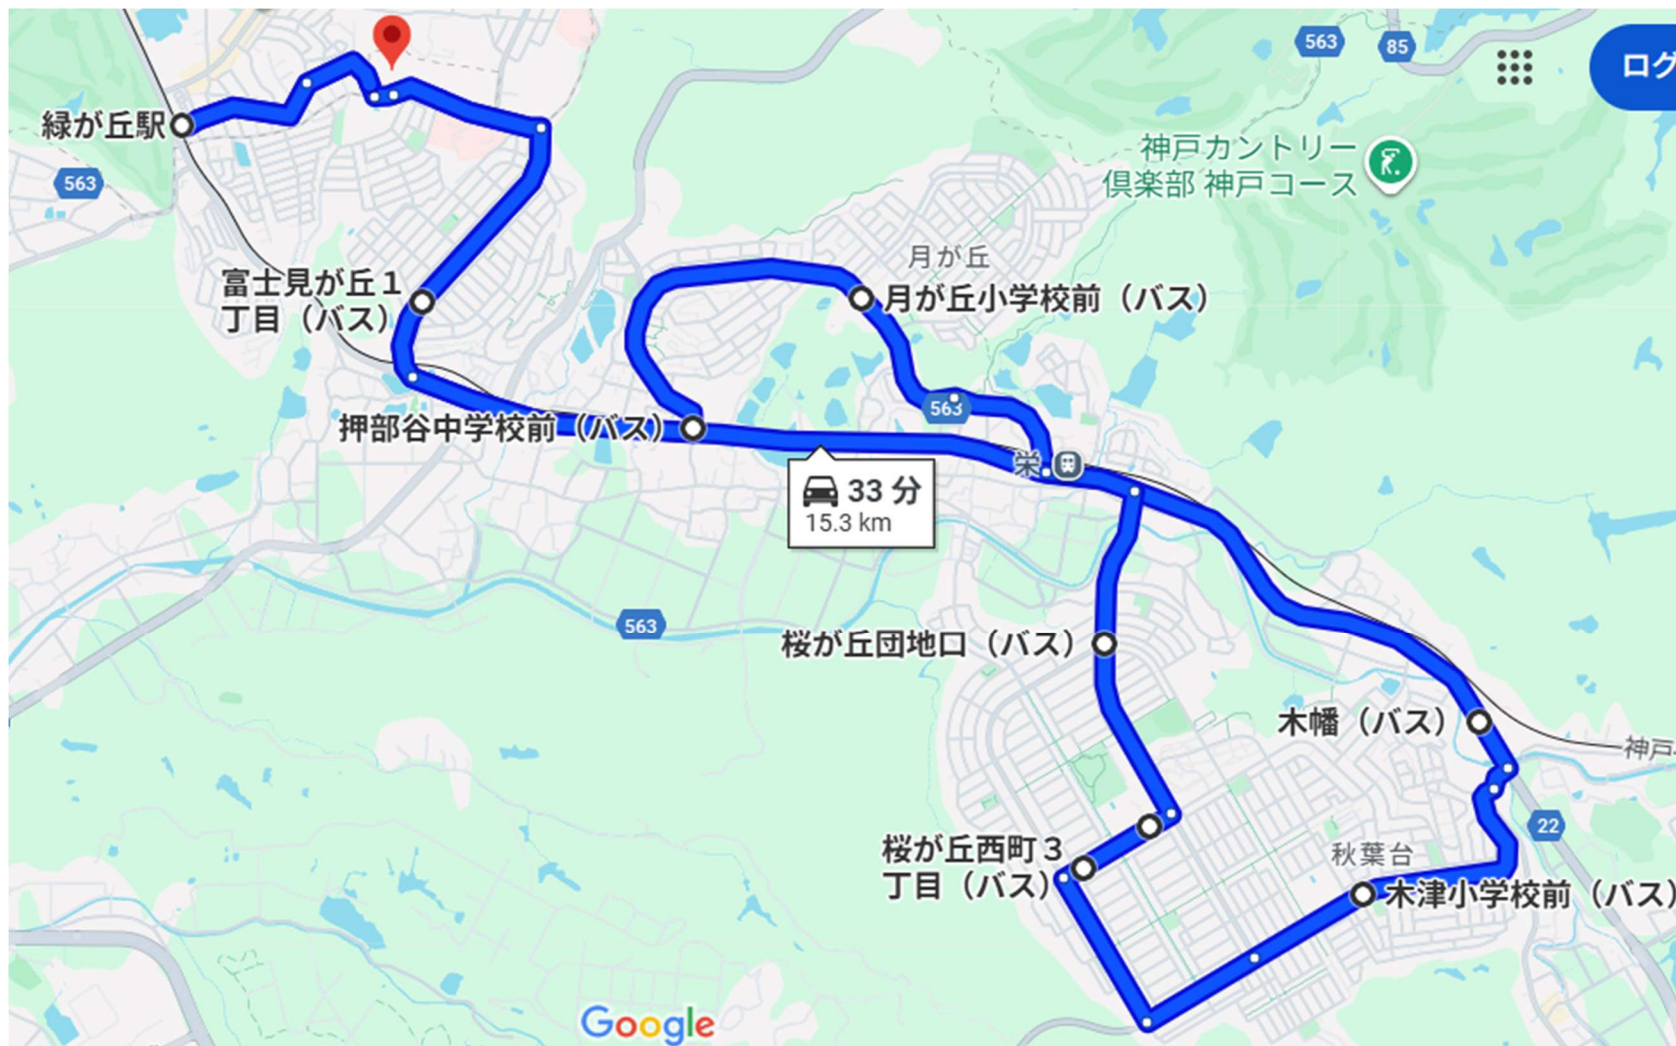 563
85
ログ
緑が丘駅
563
神戸カントリー
倶楽部 神戸コース
月が丘
富士見が丘1
丁目（バス）
月が丘小学校前（バス）
563
押部谷中学校前（バス）
栄
33 分
15.3 km
563
桜が丘団地口（バス）
木幡（バス）
神戸
22
桜が丘西町3
丁目（バス）
秋葉台
木津小学校前（バス）
Google